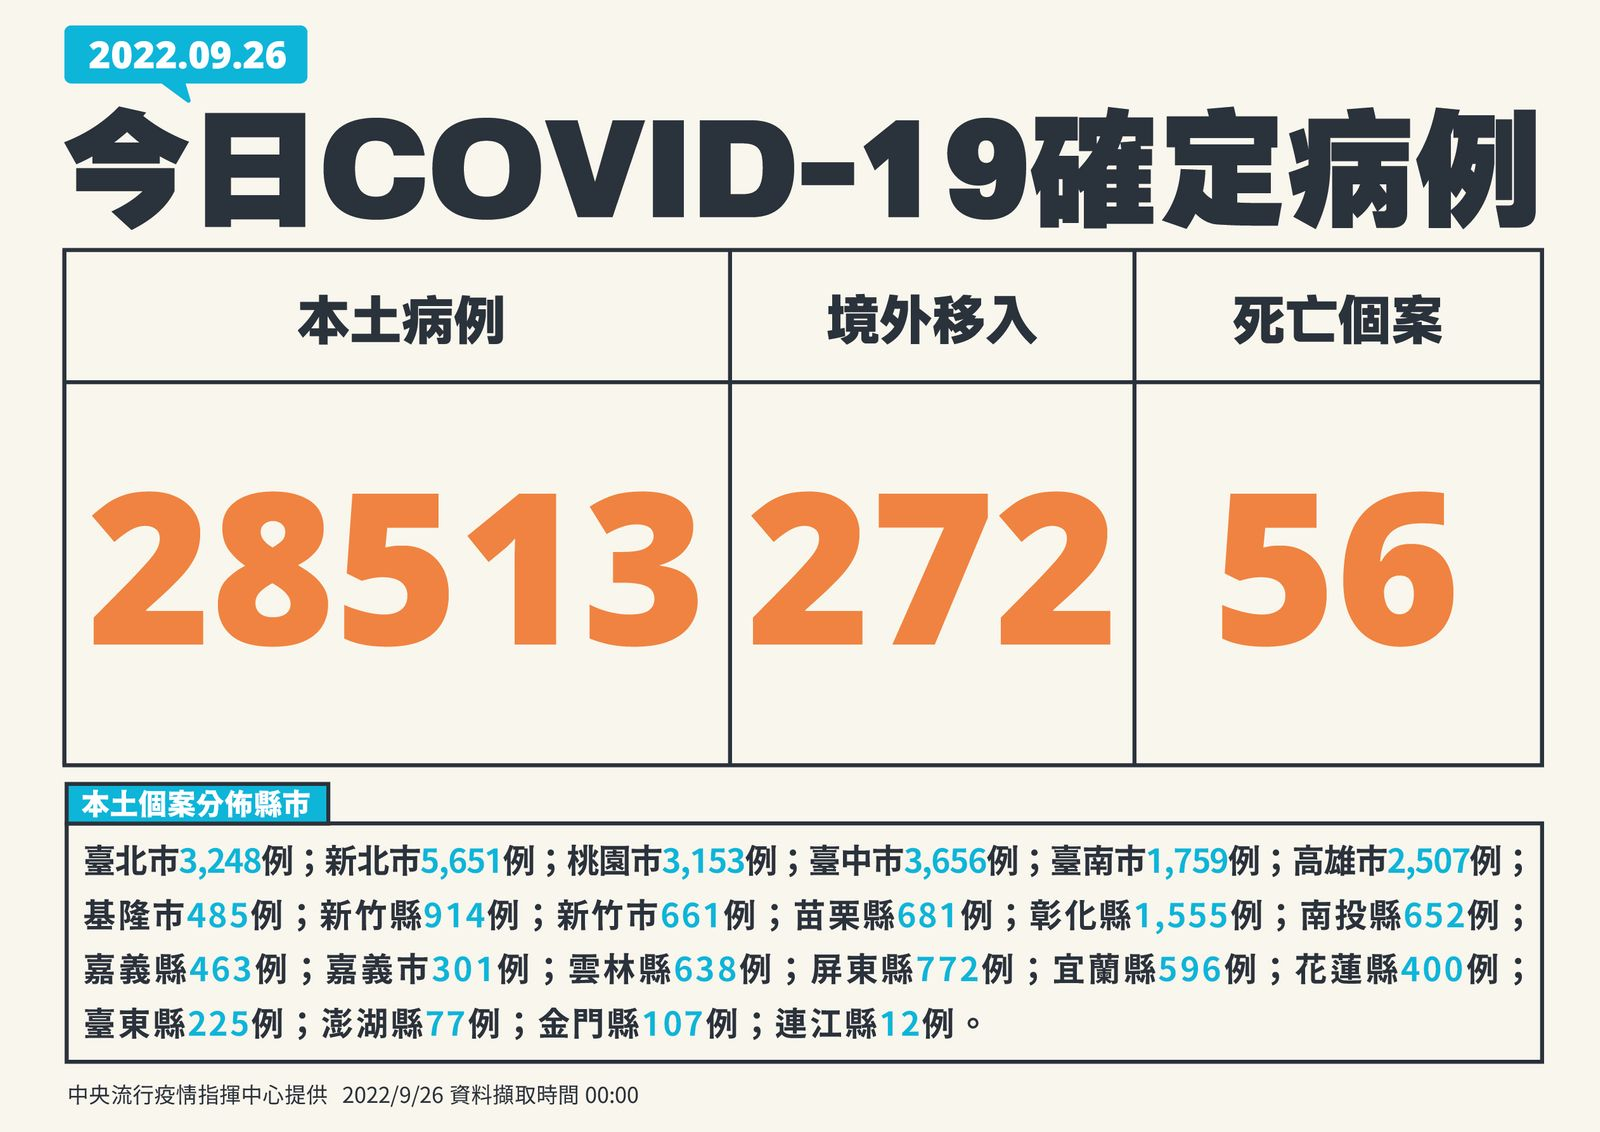 2022.09.26
今日COVID-19確定病例
本土病例 境外移入 死亡個案
28513 272 56
本土個案分佈縣市
臺北市3,248例；新北市5,651例；桃園市3,153例；臺中市3,656例；臺南市1,759例；高雄市2,507例；
基隆市485例；新竹縣914例；新竹市661例；苗栗縣681例；彰化縣1,555例；南投縣652例；
嘉義縣463例；嘉義市301例；雲林縣638例；屏東縣772例；宜蘭縣596例；花蓮縣400例；
臺東縣225例；澎湖縣77例；金門縣107例；連江縣12例。
中央流行疫情指揮中心提供 2022/9/26 資料擷取時間 00:00